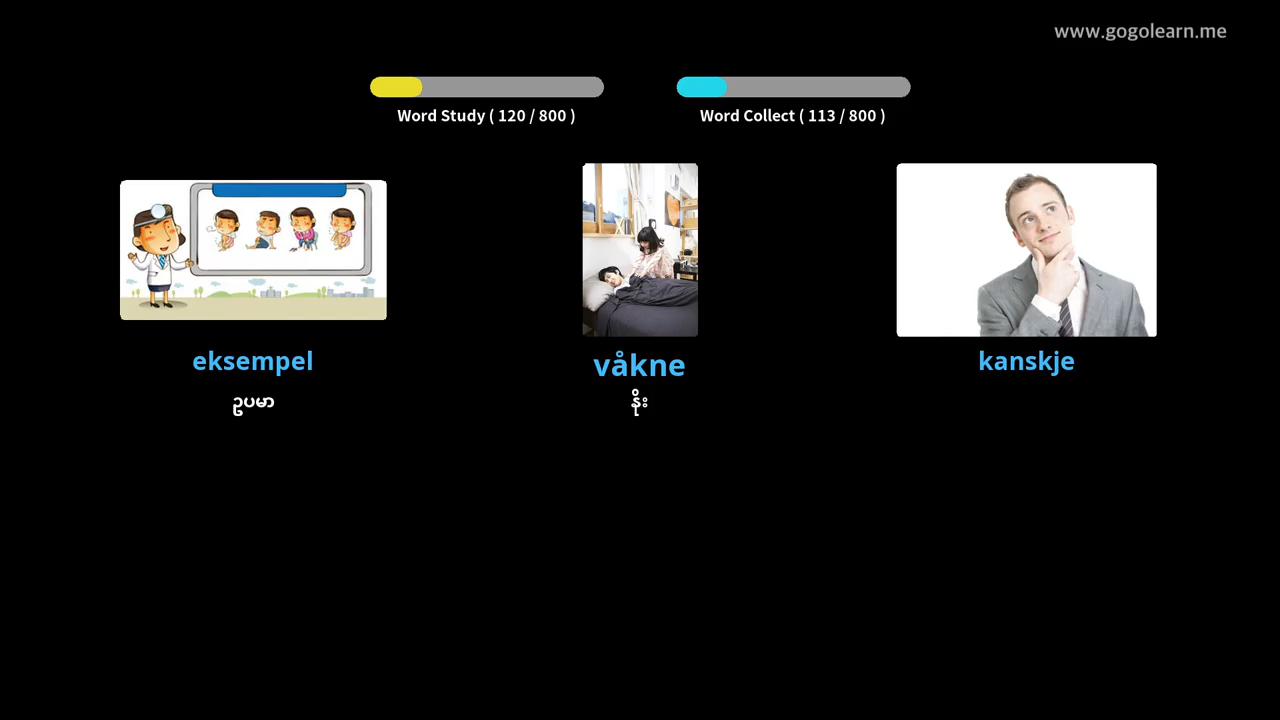 www.gogolearn.me
Word Study ( 120 / 800 )
Word Collect ( 113 / 800 )
eksempel
våkne
kanskje
ဥပမာ
နိုး